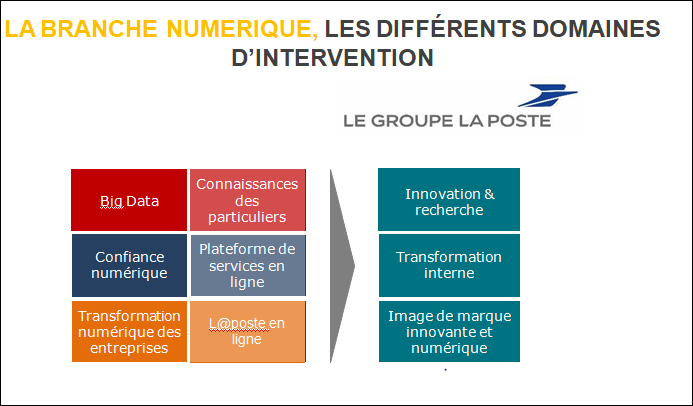 LA BRANCHE NUMERIQUE, LES DIFFÉRENTS DOMAINES
D'INTERVENTION
LE GROUPE LA POSTE
Big Data
Connaissances
des
particuliers
Innovation &
recherche
Confiance
numérique
Plateforme de
services en
ligne
Transformation
interne
Transformation
numérique des
entreprises
L@poste en
ligne
Image de marque
innovante et
numérique